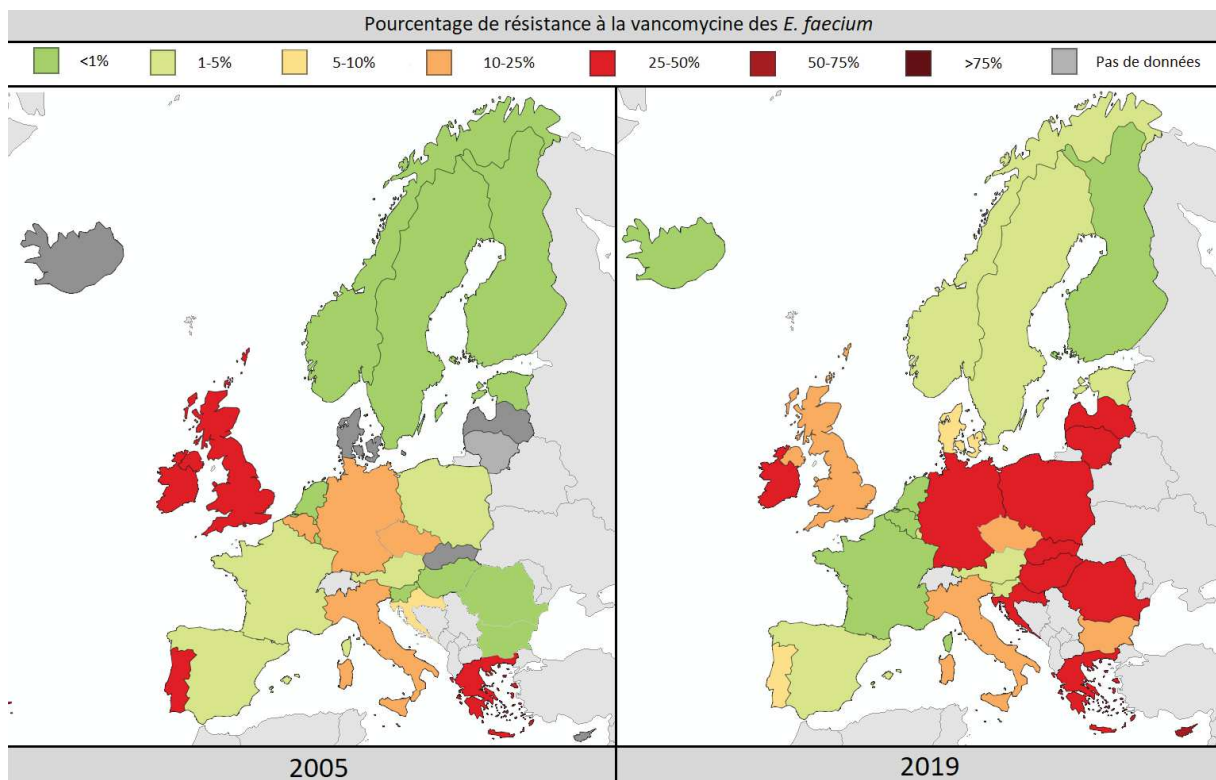 Pourcentage de résistance à la vancomycine des E. faecium
<1% 1-5% 5-10% 10-25% 25-50% 50-75% >75% Pas de données
2005 2019